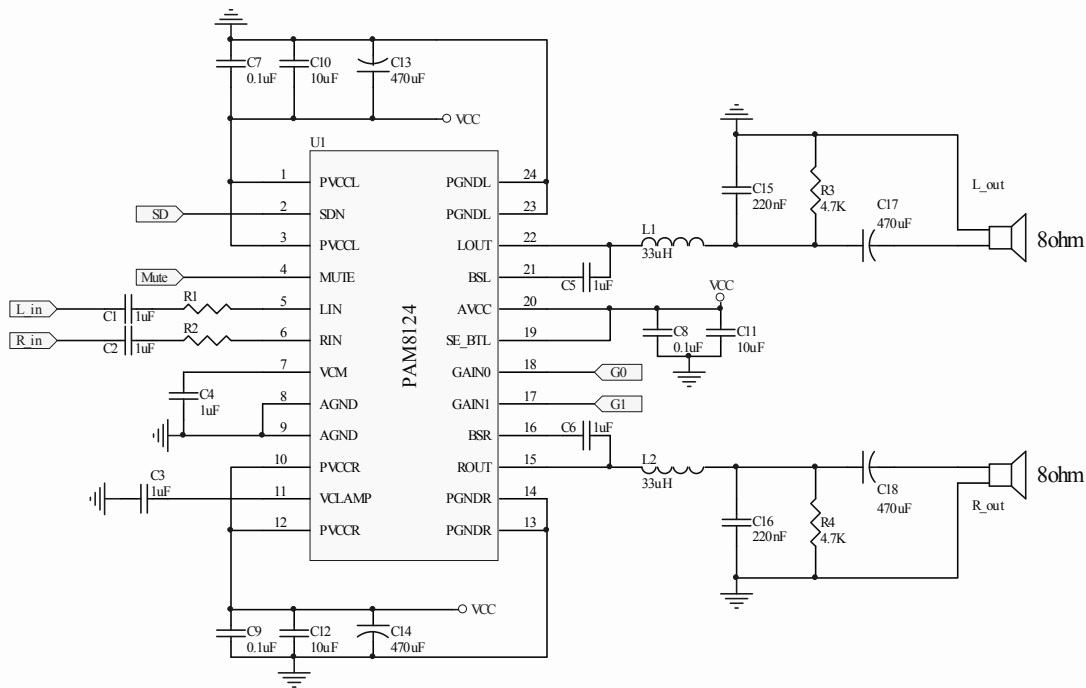 C7
0.1uF
C10
10uF
C13
470uF
VCC
U1
PAM8124
1
PVCCL
SD
2
SDN
3
PVCCL
Mute
4
MUTE
L_in
C1
1uF
R1
5
LIN
R_in
C2
1uF
R2
6
RIN
7
VCM
C4
1uF
8
AGND
9
AGND
10
PVCCR
C3
1uF
11
VCLAMP
12
PVCCR
24
PGNDL
23
PGNDL
22
LOUT
21
BSL
20
AVCC
19
SE_BTL
18
GAIN0
17
GAIN1
16
BSR
15
ROUT
14
PGNDR
13
PGNDR
C5
1uF
L1
33uH
C15
220nF
R3
4.7K
C17
470uF
L_out
8ohm
VCC
C8
0.1uF
C11
10uF
G0
G1
C6
1uF
L2
33uH
C16
220nF
R4
4.7K
C18
470uF
R_out
8ohm
VCC
C9
0.1uF
C12
10uF
C14
470uF